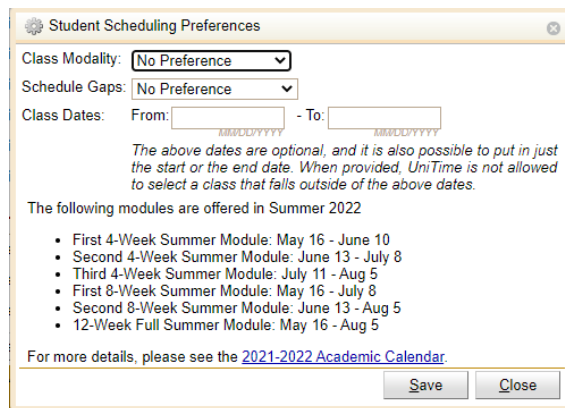 Student Scheduling Preferences
Class Modality: No Preference
Schedule Gaps: No Preference
Class Dates: From: - To:
MM/DD/YYYY MM/DD/YYYY
The above dates are optional, and it is also possible to put in just
the start or the end date. When provided, UniTime is not allowed
to select a class that falls outside of the above dates.
The following modules are offered in Summer 2022
• First 4-Week Summer Module: May 16 - June 10
• Second 4-Week Summer Module: June 13 - July 8
• Third 4-Week Summer Module: July 11 - Aug 5
• First 8-Week Summer Module: May 16 - July 8
• Second 8-Week Summer Module: June 13 - Aug 5
• 12-Week Full Summer Module: May 16 - Aug 5
For more details, please see the 2021-2022 Academic Calendar.
Save Close